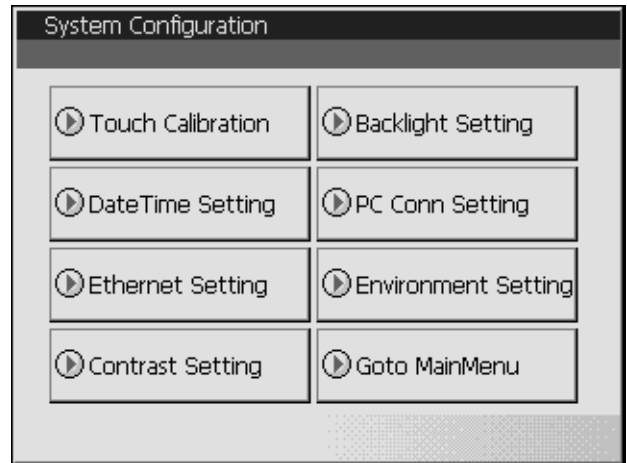 System Configuration
Touch Calibration
Backlight Setting
DateTime Setting
PC Conn Setting
Ethernet Setting
Environment Setting
Contrast Setting
Goto MainMenu